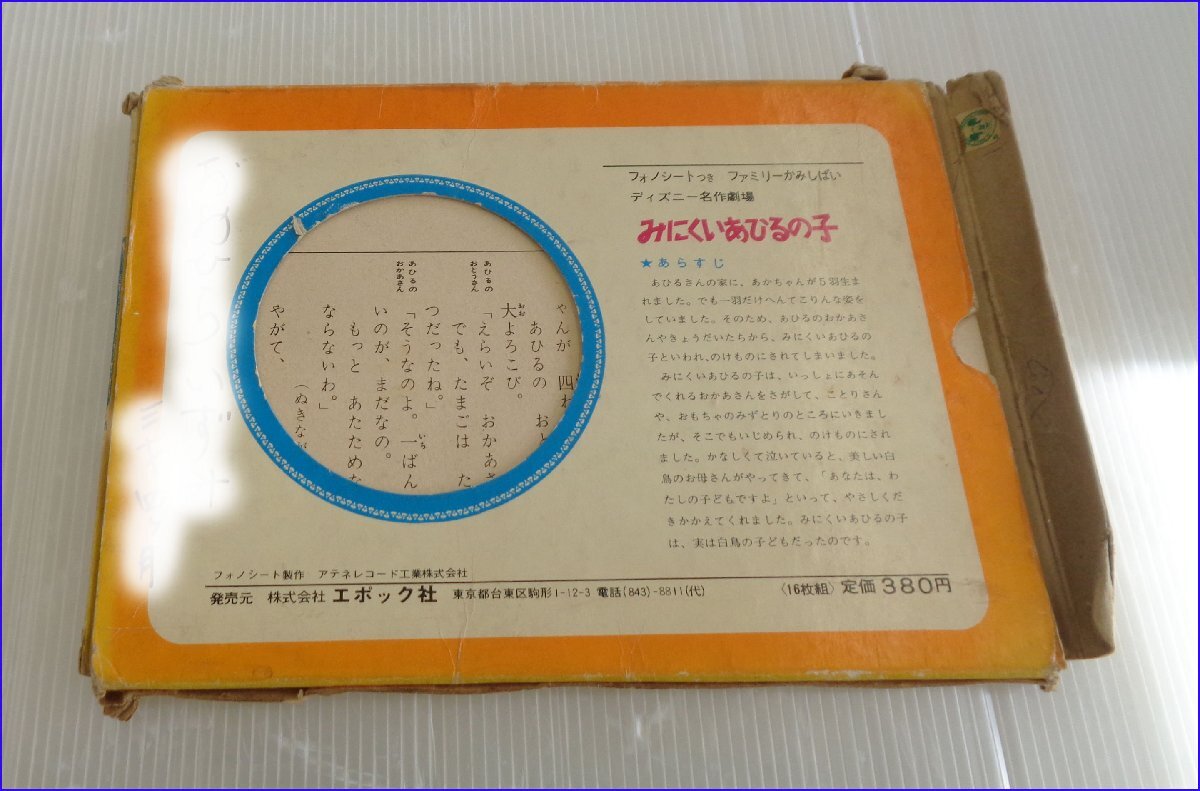 フォノシートつき　ファミリーかみしばい
ディズニー名作劇場
みにくいあひるの子
★あらすじ
あひるさんの家に、あかちゃんが5羽生ま
れました。でも一羽だけへんてこりんな姿を
していました。そのため、あひるのおかあさ
んやきょうだいたちから、みにくいあひるの
子といわれ、のけものにされてしまいました。
みにくいあひるの子は、いっしょにあそん
でくれるおかあさんをさがして、ことりさん
や、おもちゃのみずとりのところにいきまし
たが、そこでもいじめられ、のけものにされ
ました。かなしくて泣いていると、美しい白
鳥のお母さんがやってきて、「あなたは、わ
たしの子どもですよ」といって、やさしくだ
きかかえてくれました。みにくいあひるの子
は、実は白鳥の子どもだったのです。
ゃんが　四わ
あひるの　おと
大よろこび。
おお
あひるの
おとうさん
「えらいぞ　おかあさ
でも、たまごは　た
つだったね。」
あひるの
おかあさん
「そうなのよ。一ばん
いち
いのが、まだなの。
もっと　あたためな
ならないわ。」
やがて、
（ぬきなが
フォノシート製作　アテネレコード工業株式会社
発売元　株式会社 エポック社　東京都台東区駒形1-12-3 電話(843)-8811(代)
〈16枚組〉定価380円